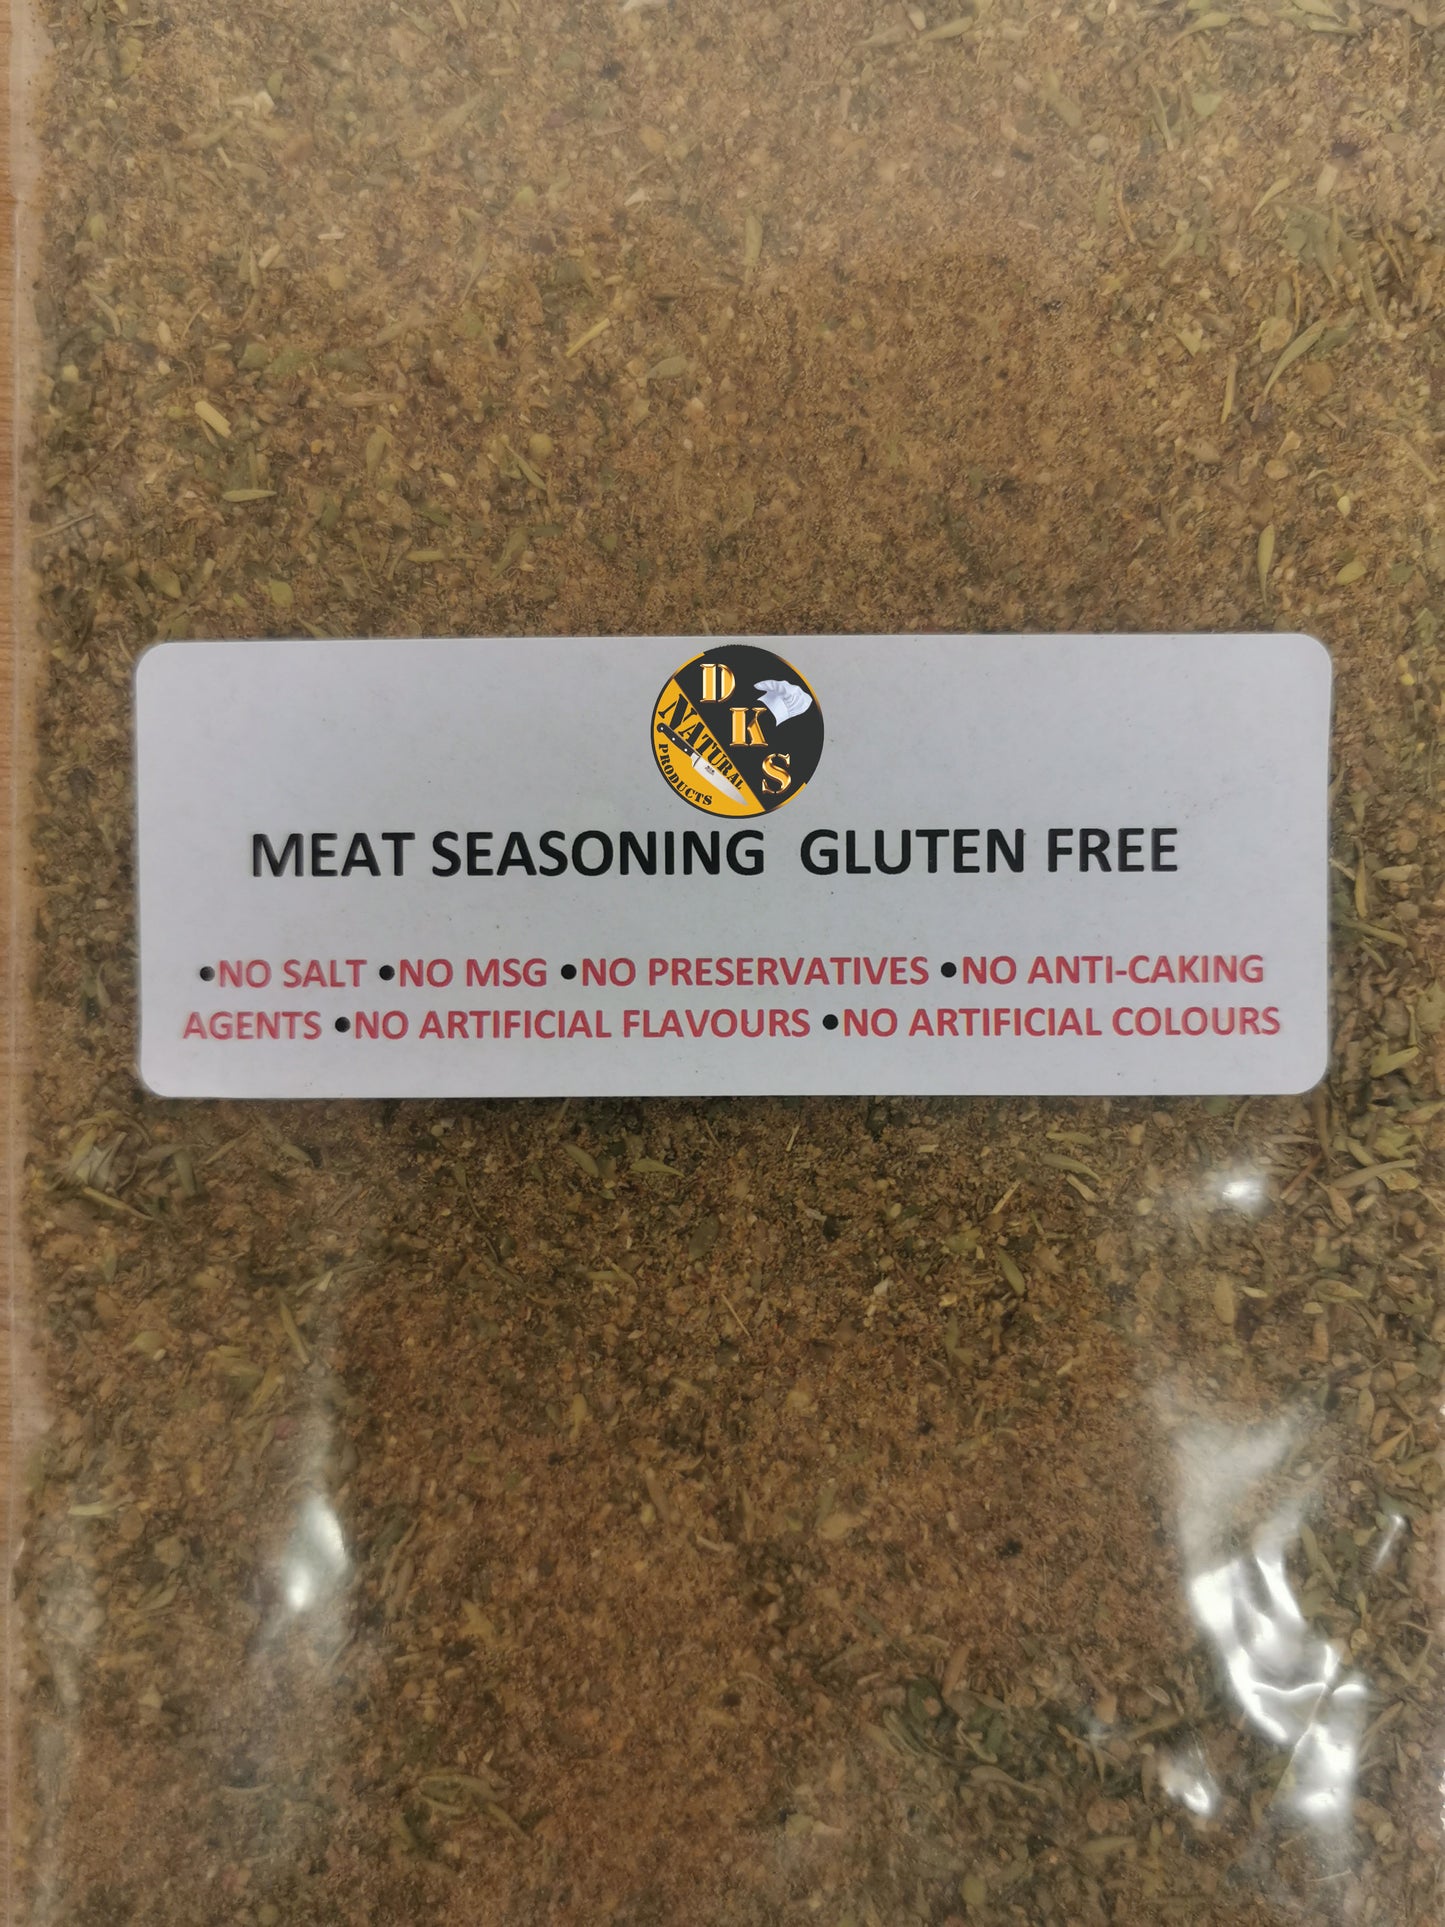 D
K
S
NATURAL
PRODUCTS
MEAT SEASONING  GLUTEN FREE
•NO SALT •NO MSG •NO PRESERVATIVES •NO ANTI-CAKING
AGENTS •NO ARTIFICIAL FLAVOURS •NO ARTIFICIAL COLOURS